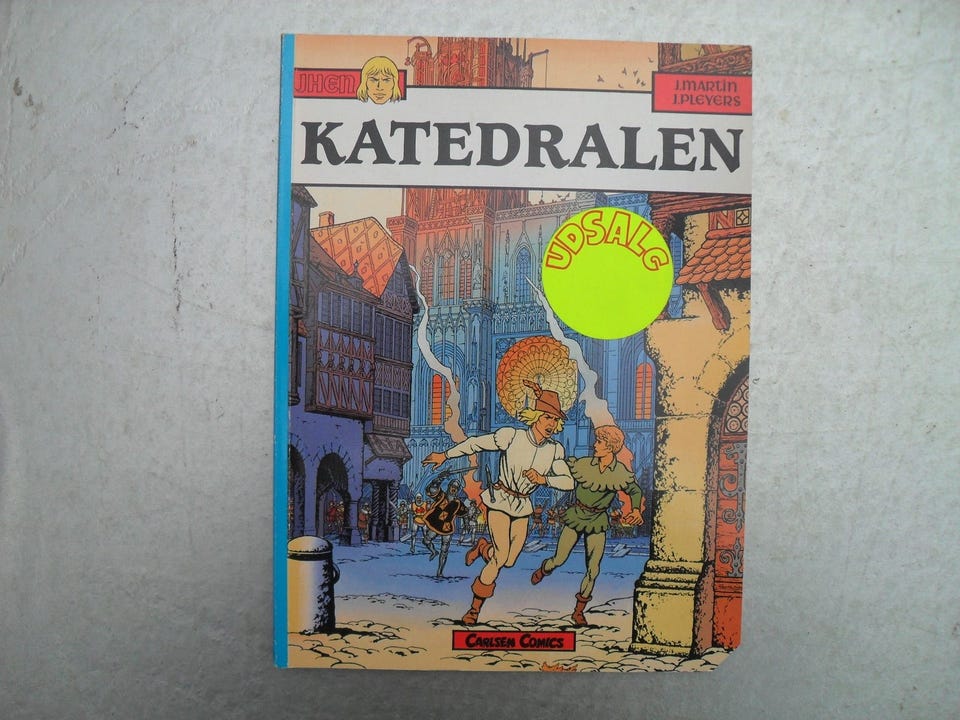 JHEN
J.MARTIN
J.PLEYERS
KATEDRALEN
UDSALG
CARLSEN COMICS